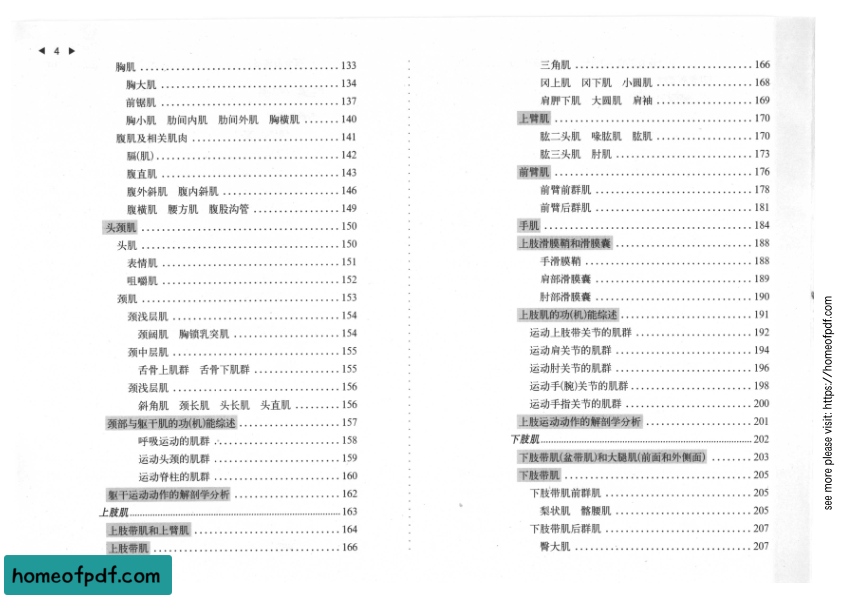 ◀ 4 ▶
胸肌 133
胸大肌 134
前锯肌 137
胸小肌 肋间内肌 肋间外肌 胸横肌 140
腹肌及相关肌肉 141
膈(肌) 142
腹直肌 143
腹外斜肌 腹内斜肌 146
腹横肌 腰方肌 腹股沟管 149
头颈肌 150
头肌 150
表情肌 151
咀嚼肌 152
颈肌 153
颈浅层肌 154
颈阔肌 胸锁乳突肌 154
颈中层肌 155
舌骨上肌群 舌骨下肌群 155
颈浅层肌 156
斜角肌 颈长肌 头长肌 头直肌 156
颈部与躯干肌的功(机)能综述 157
呼吸运动的肌群 158
运动头颈的肌群 159
运动脊柱的肌群 160
躯干运动动作的解剖学分析 162
上肢肌 163
上肢带肌和上臂肌 164
上肢带肌 166
三角肌 166
冈上肌 冈下肌 小圆肌 168
肩胛下肌 大圆肌 肩袖 169
上臂肌 170
肱二头肌 喙肱肌 肱肌 170
肱三头肌 肘肌 173
前臂肌 176
前臂前群肌 178
前臂后群肌 181
手肌 184
上肢滑膜鞘和滑膜囊 188
手滑膜鞘 188
肩部滑膜囊 189
肘部滑膜囊 190
上肢肌的功(机)能综述 191
运动上肢带关节的肌群 192
运动肩关节的肌群 194
运动肘关节的肌群 196
运动手(腕)关节的肌群 198
运动手指关节的肌群 200
上肢运动动作的解剖学分析 201
下肢肌 202
下肢带肌(盆带肌)和大腿肌(前面和外侧面) 203
下肢带肌 205
下肢带肌前群肌 205
梨状肌 髂腰肌 205
下肢带肌后群肌 207
臀大肌 207
see more please visit: https://homeofpdf.com
homeofpdf.com